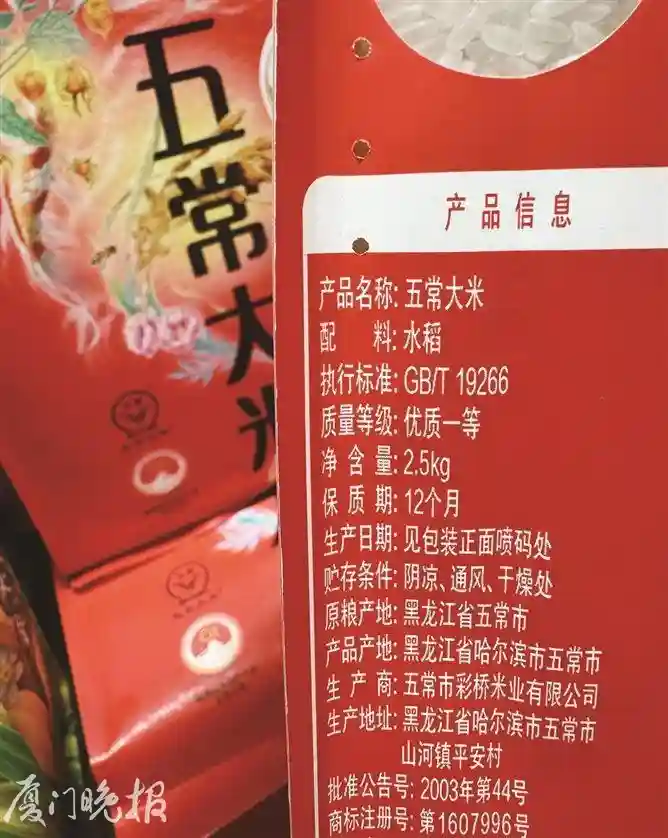 五常大米
产品信息
产品名称: 五常大米
配 料: 水稻
执行标准: GB/T 19266
质量等级: 优质一等
净 含 量: 2.5kg
保 质 期: 12个月
生产日期: 见包装正面喷码处
贮存条件: 阴凉、通风、干燥处
原粮产地: 黑龙江省五常市
产品产地: 黑龙江省哈尔滨市五常市
生 产 商: 五常市彩桥米业有限公司
生产地址: 黑龙江省哈尔滨市五常市
山河镇平安村
批准公告号: 2003年第44号
商标注册号: 第1607996号
厦门晚报